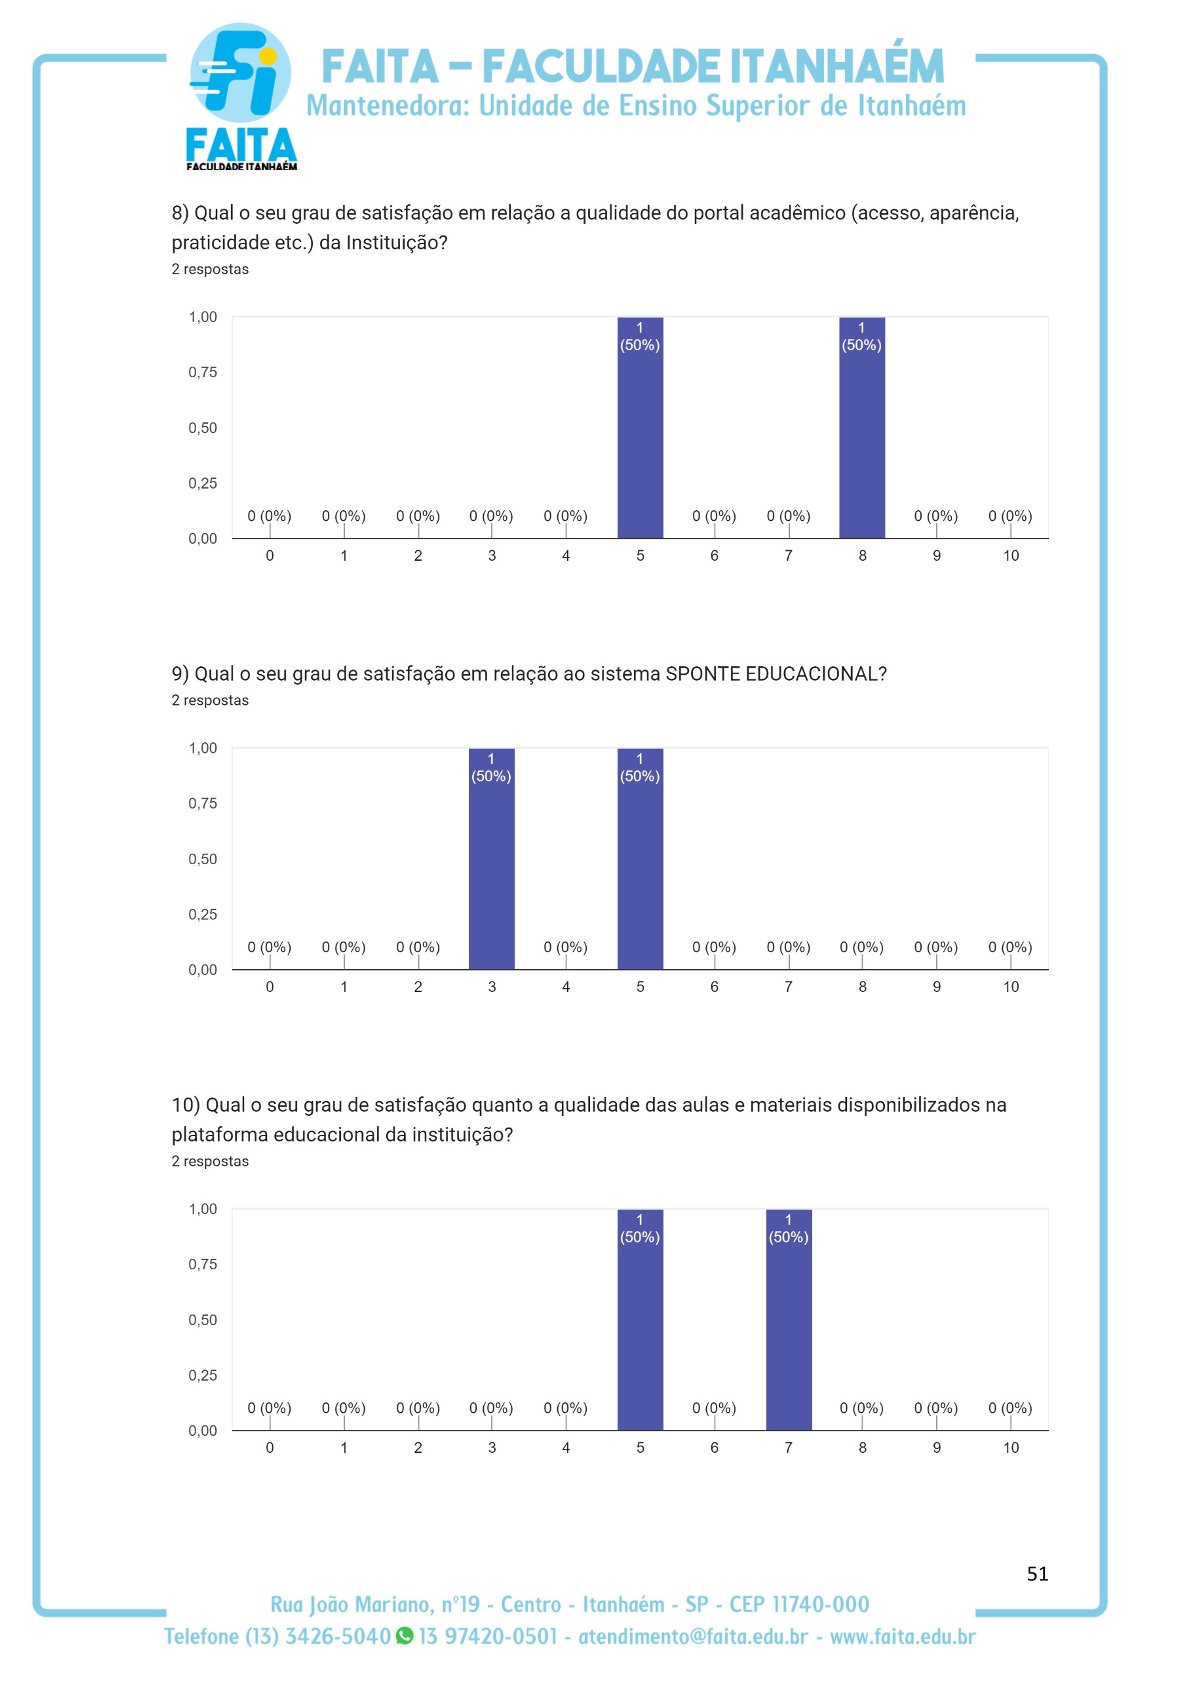 FAITA – FACULDADE ITANHAÉM
Mantenedora: Unidade de Ensino Superior de Itanhaém
Fi
FAITA
FACULDADE ITANHAÉM
8) Qual o seu grau de satisfação em relação a qualidade do portal acadêmico (acesso, aparência,
praticidade etc.) da Instituição?
2 respostas
1,00
0,75
0,50
0,25
0,00
1
(50%)
1
(50%)
0 (0%) 0 (0%) 0 (0%) 0 (0%) 0 (0%) 0 (0%) 0 (0%) 0 (0%) 0 (0%)
0 1 2 3 4 5 6 7 8 9 10
9) Qual o seu grau de satisfação em relação ao sistema SPONTE EDUCACIONAL?
2 respostas
1,00
0,75
0,50
0,25
0,00
1
(50%)
1
(50%)
0 (0%) 0 (0%) 0 (0%) 0 (0%) 0 (0%) 0 (0%) 0 (0%) 0 (0%) 0 (0%)
0 1 2 3 4 5 6 7 8 9 10
10) Qual o seu grau de satisfação quanto a qualidade das aulas e materiais disponibilizados na
plataforma educacional da instituição?
2 respostas
1,00
0,75
0,50
0,25
0,00
1
(50%)
1
(50%)
0 (0%) 0 (0%) 0 (0%) 0 (0%) 0 (0%) 0 (0%) 0 (0%) 0 (0%) 0 (0%)
0 1 2 3 4 5 6 7 8 9 10
51
Rua João Mariano, nº19 - Centro - Itanhaém - SP - CEP 11740-000
Telefone (13) 3426-5040 13 97420-0501 - atendimento@faita.edu.br - www.faita.edu.br